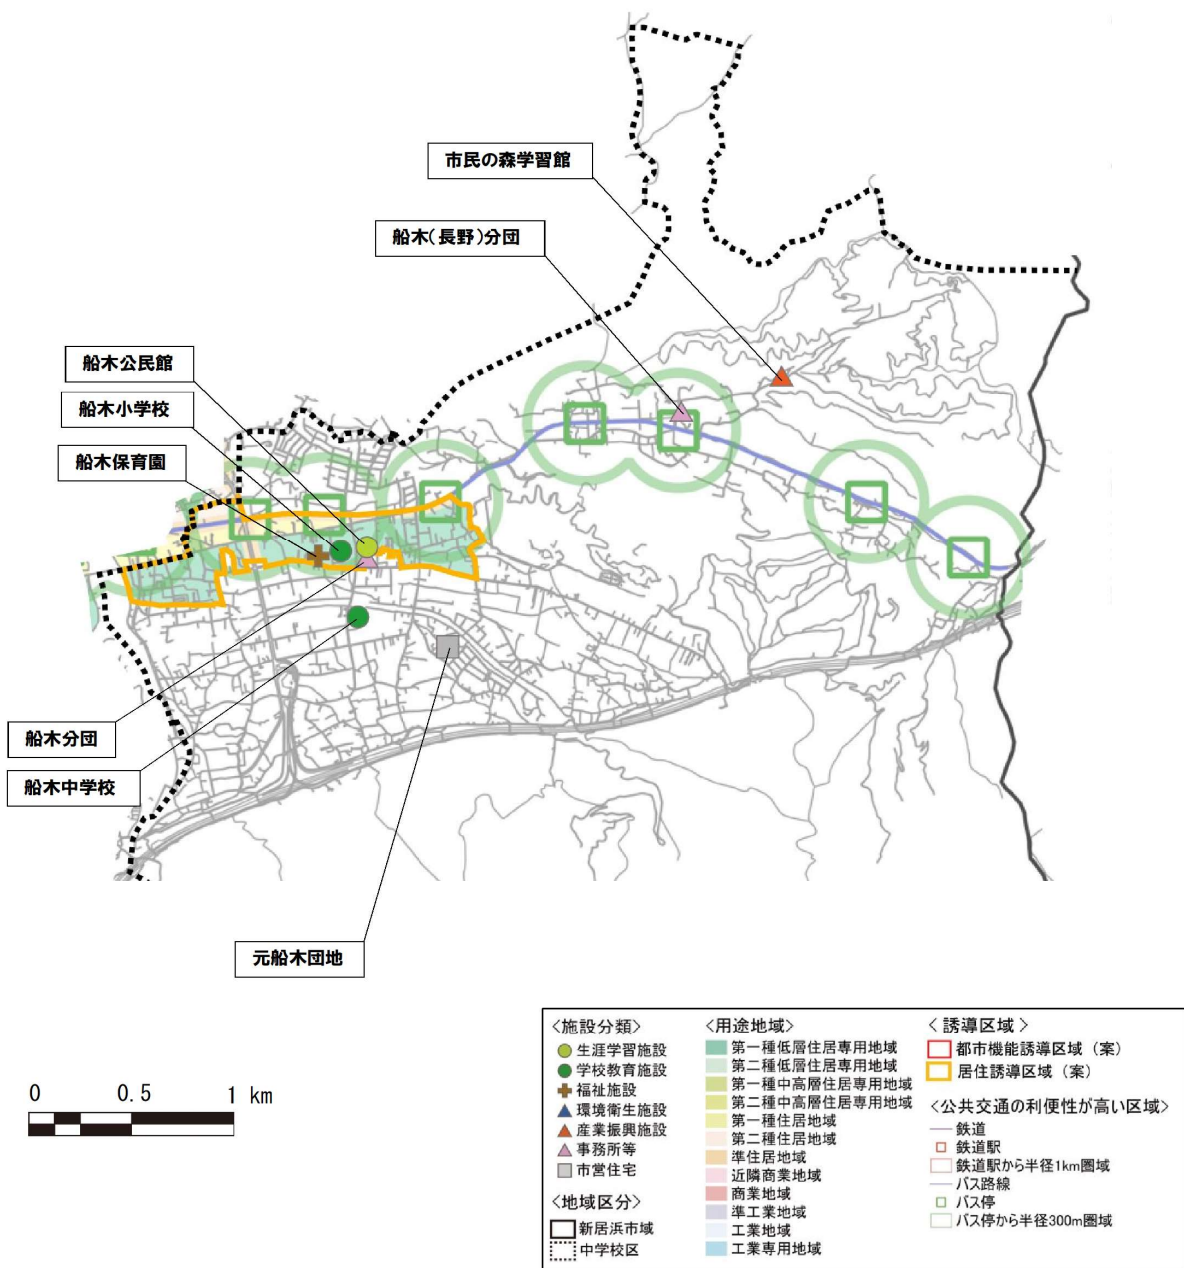 市民の森学習館
船木(長野)分団
船木公民館
船木小学校
船木保育園
船木分団
船木中学校
元船木団地
0 0.5 1 km
<施設分類>
生涯学習施設
学校教育施設
福祉施設
環境衛生施設
産業振興施設
事務所等
市営住宅
<地域区分>
新居浜市域
中学校区
<用途地域>
第一種低層住居専用地域
第二種低層住居専用地域
第一種中高層住居専用地域
第二種中高層住居専用地域
第一種住居地域
第二種住居地域
準住居地域
近隣商業地域
商業地域
準工業地域
工業地域
工業専用地域
<誘導区域>
都市機能誘導区域(案)
居住誘導区域(案)
<公共交通の利便性が高い区域>
鉄道
鉄道駅
鉄道駅から半径1km圏域
バス路線
バス停
バス停から半径300m圏域